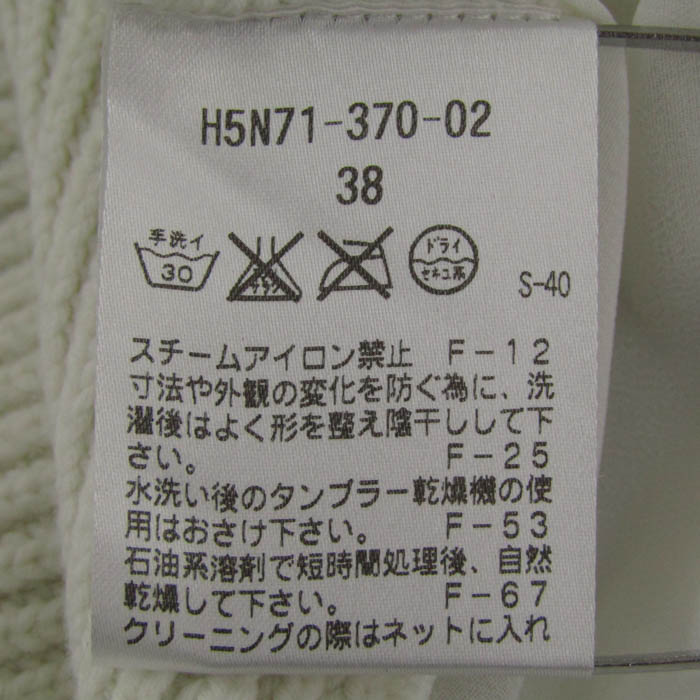 H5N71-370-02
38
手洗イ ドライ
30 サラシ セキユ系
S-40
スチームアイロン禁止 F-12
寸法や外観の変化を防ぐ為に、洗
濯後はよく形を整え陰干しして下
さい。 F-25
水洗い後のタンブラー乾燥機の使
用はおさけ下さい。 F-53
石油系溶剤で短時間処理後、自然
乾燥して下さい。 F-67
クリーニングの際はネットに入れ